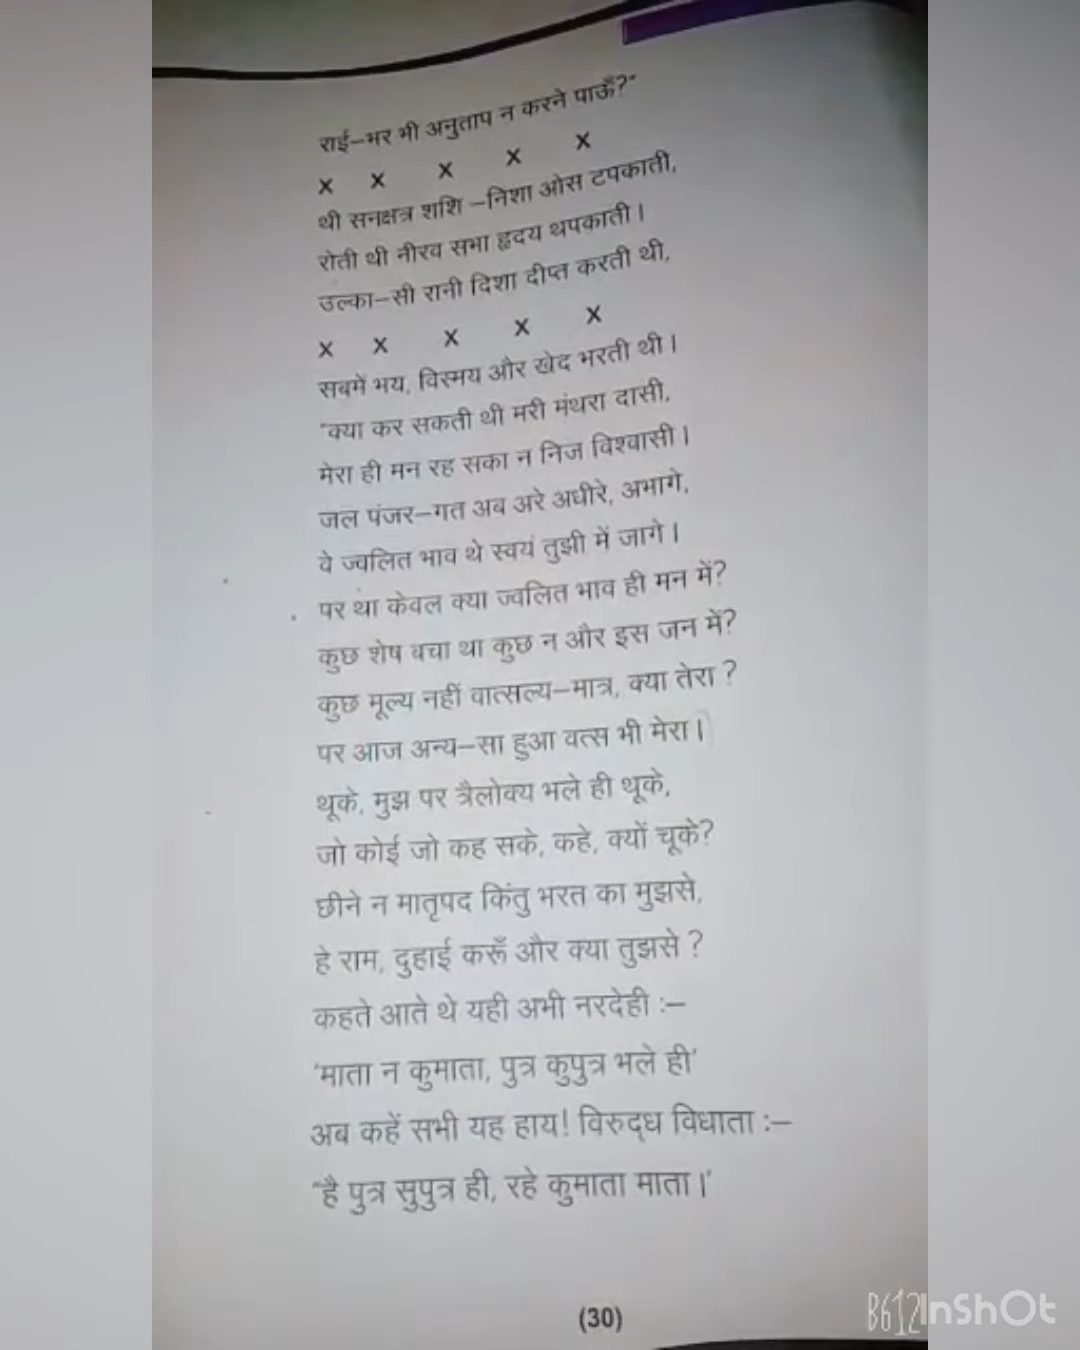 राई–भर भी अनुताप न करने पाऊँ?"
x x x x x
थी सनक्षत्र शशि –निशा ओस टपकाती,
रोती थी नीरव सभा हृदय थपकाती।
उल्का–सी रानी दिशा दीप्त करती थी,
x x x x x
सबमें भय, विस्मय और खेद भरती थी।
"क्या कर सकती थी मरी मंथरा दासी,
मेरा ही मन रह सका न निज विश्वासी।
जल पंजर–गत अब अरे अधीरे, अभागे,
वे ज्वलित भाव थे स्वयं तुझी में जागे।
पर था केवल क्या ज्वलित भाव ही मन में?
कुछ शेष बचा था कुछ न और इस जन में?
कुछ मूल्य नहीं वात्सल्य–मात्र, क्या तेरा ?
पर आज अन्य–सा हुआ वत्स भी मेरा।
थूके, मुझ पर त्रैलोक्य भले ही थूके,
जो कोई जो कह सके, कहे, क्यों चूके?
छीने न मातृपद किंतु भरत का मुझसे,
हे राम, दुहाई करूँ और क्या तुझसे ?
कहते आते थे यही अभी नरदेही :–
'माता न कुमाता, पुत्र कुपुत्र भले ही'
अब कहें सभी यह हाय! विरुद्ध विधाता :–
"है पुत्र सुपुत्र ही, रहे कुमाता माता।'
(30)
B612 InShOt